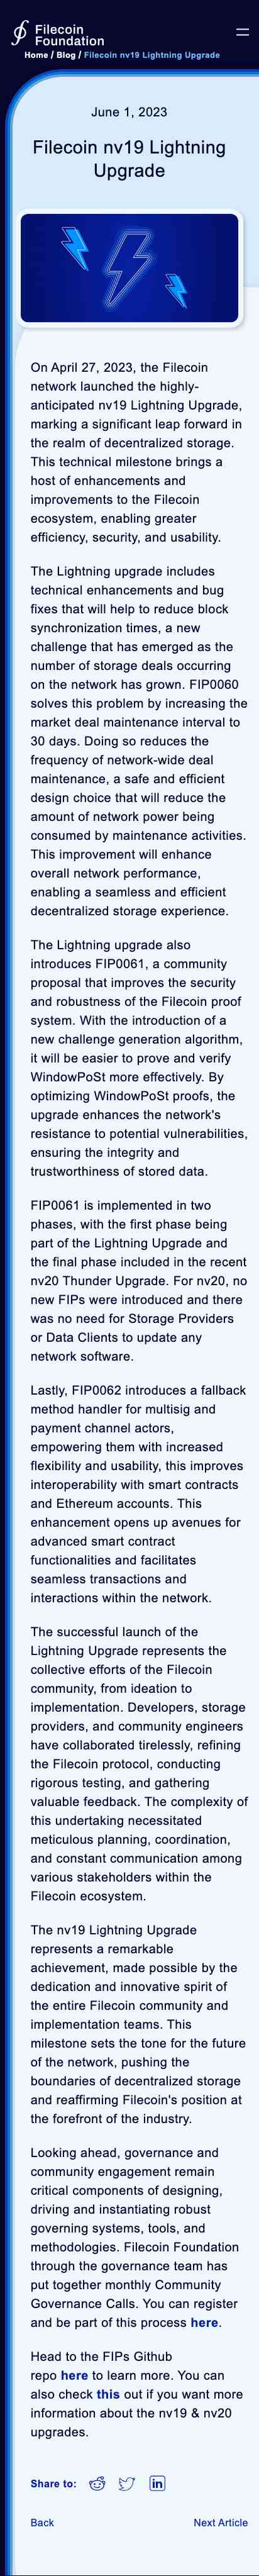 Filecoin
Foundation
Home / Blog / Filecoin nv19 Lightning Upgrade
June 1, 2023
Filecoin nv19 Lightning
Upgrade
On April 27, 2023, the Filecoin
network launched the highly-
anticipated nv19 Lightning Upgrade,
marking a significant leap forward in
the realm of decentralized storage.
This technical milestone brings a
host of enhancements and
improvements to the Filecoin
ecosystem, enabling greater
efficiency, security, and usability.
The Lightning upgrade includes
technical enhancements and bug
fixes that will help to reduce block
synchronization times, a new
challenge that has emerged as the
number of storage deals occurring
on the network has grown. FIP0060
solves this problem by increasing the
market deal maintenance interval to
30 days. Doing so reduces the
frequency of network-wide deal
maintenance, a safe and efficient
design choice that will reduce the
amount of network power being
consumed by maintenance activities.
This improvement will enhance
overall network performance,
enabling a seamless and efficient
decentralized storage experience.
The Lightning upgrade also
introduces FIP0061, a community
proposal that improves the security
and robustness of the Filecoin proof
system. With the introduction of a
new challenge generation algorithm,
it will be easier to prove and verify
WindowPoSt more effectively. By
optimizing WindowPoSt proofs, the
upgrade enhances the network's
resistance to potential vulnerabilities,
ensuring the integrity and
trustworthiness of stored data.
FIP0061 is implemented in two
phases, with the first phase being
part of the Lightning Upgrade and
the final phase included in the recent
nv20 Thunder Upgrade. For nv20, no
new FIPs were introduced and there
was no need for Storage Providers
or Data Clients to update any
network software.
Lastly, FIP0062 introduces a fallback
method handler for multisig and
payment channel actors,
empowering them with increased
flexibility and usability, this improves
interoperability with smart contracts
and Ethereum accounts. This
enhancement opens up avenues for
advanced smart contract
functionalities and facilitates
seamless transactions and
interactions within the network.
The successful launch of the
Lightning Upgrade represents the
collective efforts of the Filecoin
community, from ideation to
implementation. Developers, storage
providers, and community engineers
have collaborated tirelessly, refining
the Filecoin protocol, conducting
rigorous testing, and gathering
valuable feedback. The complexity of
this undertaking necessitated
meticulous planning, coordination,
and constant communication among
various stakeholders within the
Filecoin ecosystem.
The nv19 Lightning Upgrade
represents a remarkable
achievement, made possible by the
dedication and innovative spirit of
the entire Filecoin community and
implementation teams. This
milestone sets the tone for the future
of the network, pushing the
boundaries of decentralized storage
and reaffirming Filecoin's position at
the forefront of the industry.
Looking ahead, governance and
community engagement remain
critical components of designing,
driving and instantiating robust
governing systems, tools, and
methodologies. Filecoin Foundation
through the governance team has
put together monthly Community
Governance Calls. You can register
and be part of this process here.
Head to the FIPs Github
repo here to learn more. You can
also check this out if you want more
information about the nv19 & nv20
upgrades.
Share to:
Back
Next Article